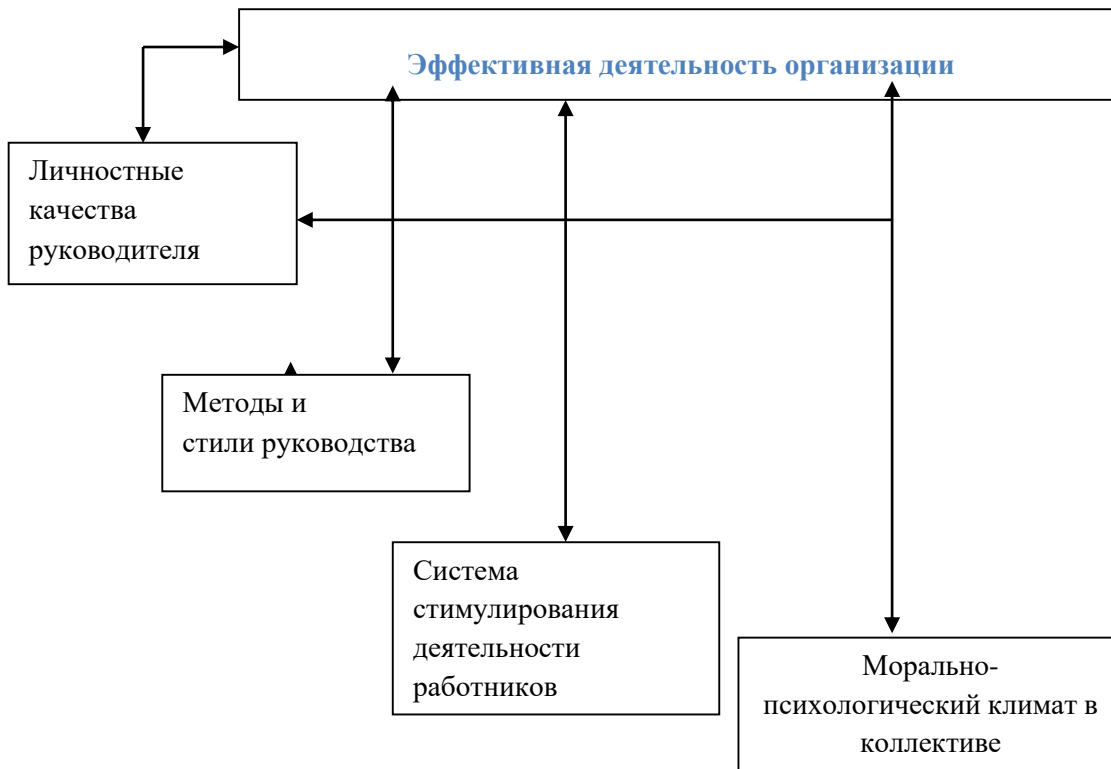 Эффективная деятельность организации
Личностные
качества
руководителя
Методы и
стили руководства
Система
стимулирования
деятельности
работников
Морально-
психологический климат в
коллективе